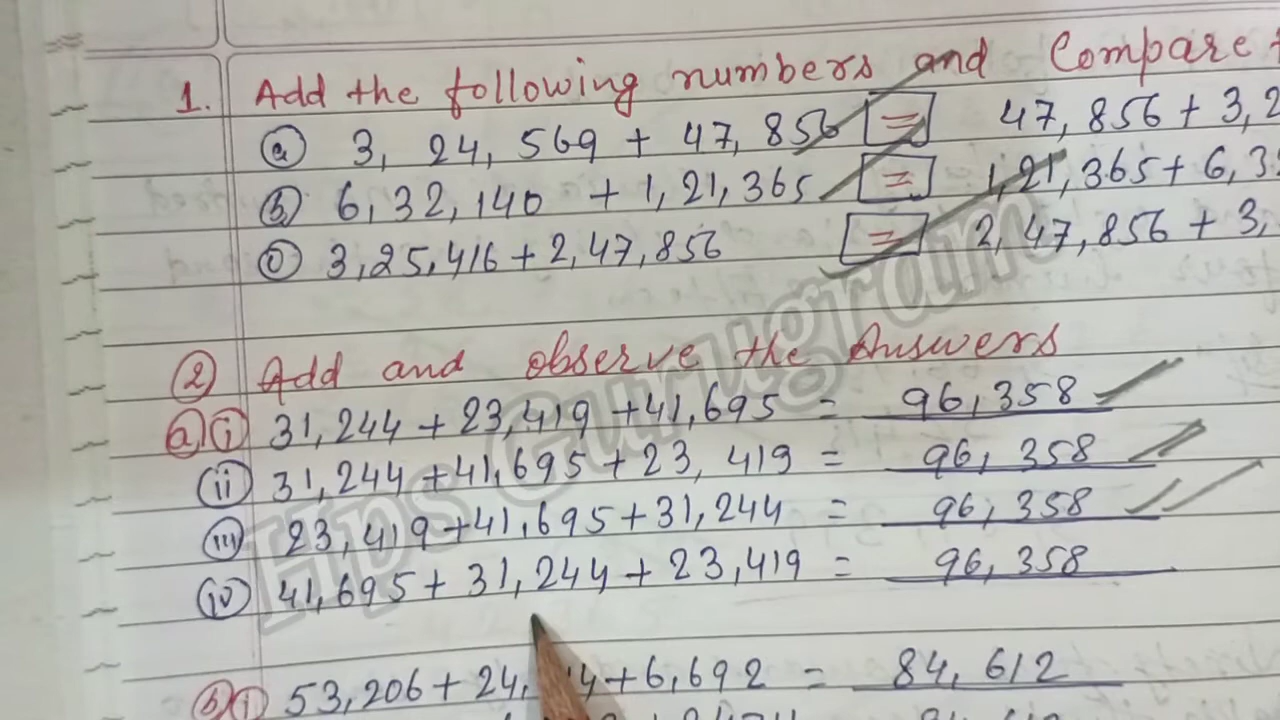 1. Add the following numbers and Compare
(a) 3, 24, 569 + 47, 856 = 47, 856 + 3, 2
(b) 6, 32, 140 + 1, 21, 365 = 1, 21, 365 + 6, 3
(c) 3, 25, 416 + 2, 47, 856 = 2, 47, 856 + 3,
(2) Add and observe the Answers
(a) (i) 31,244 + 23,419 + 41,695 = 96,358
(ii) 31,244 + 41,695 + 23, 419 = 96, 358
(iii) 23,419 + 41,695 + 31,244 = 96, 358
(iv) 41,695 + 31,244 + 23,419 = 96, 358
(b) (i) 53,206 + 24, 4 + 6,692 = 84, 612
Hps Gurugram